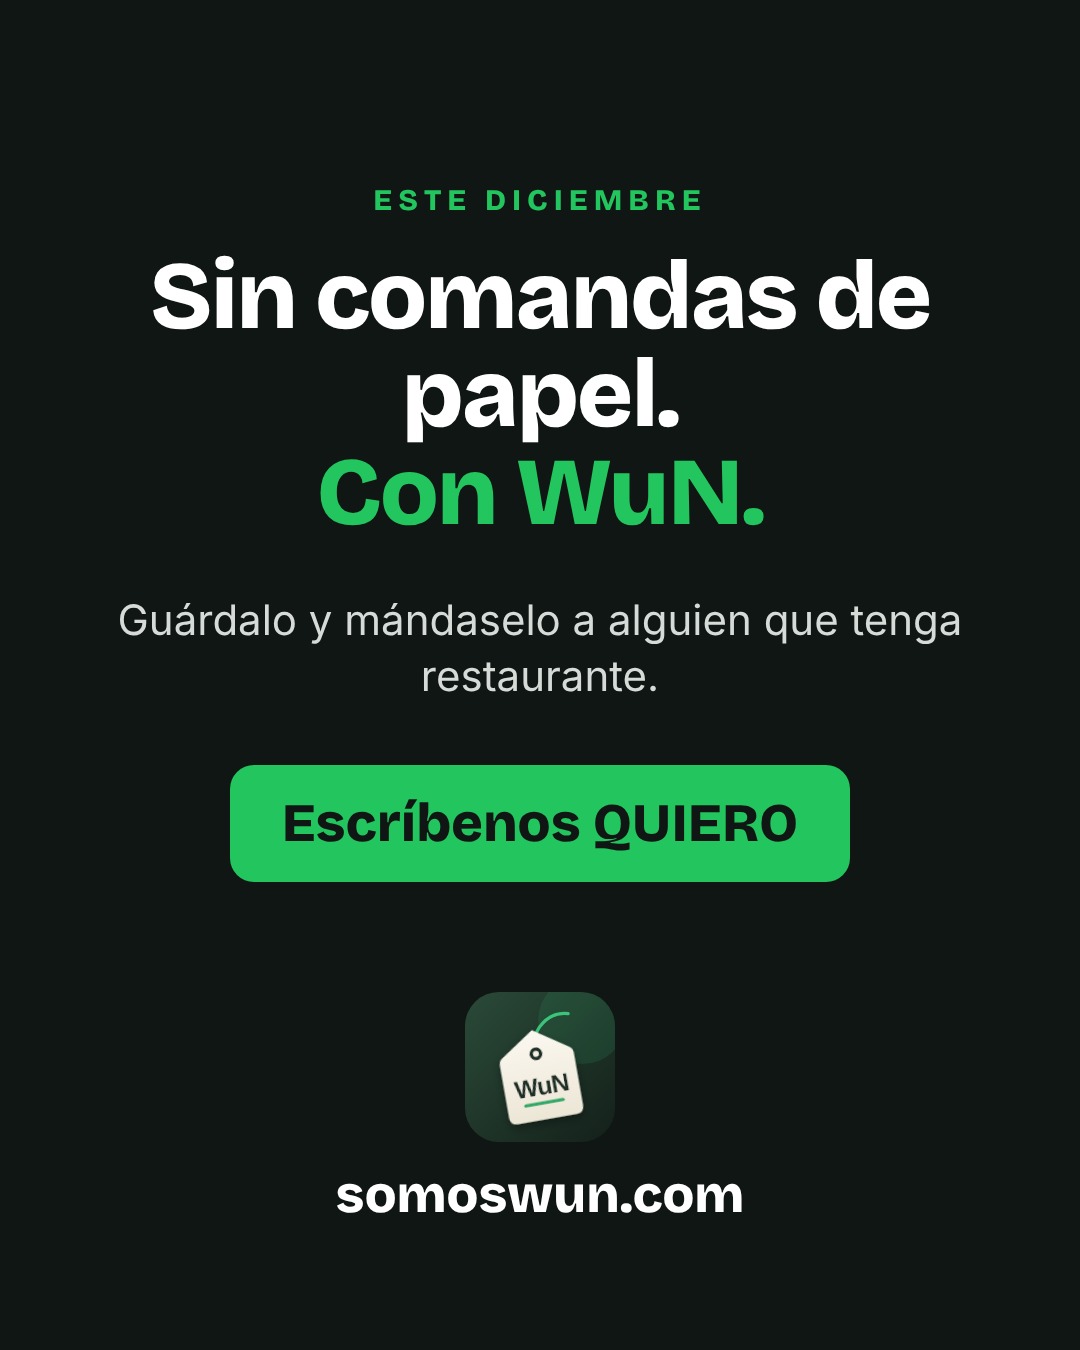 ESTE DICIEMBRE
Sin comandas de
papel.
Con WuN.
Guárdalo y mándaselo a alguien que tenga
restaurante.
Escríbenos QUIERO
WuN
somoswun.com